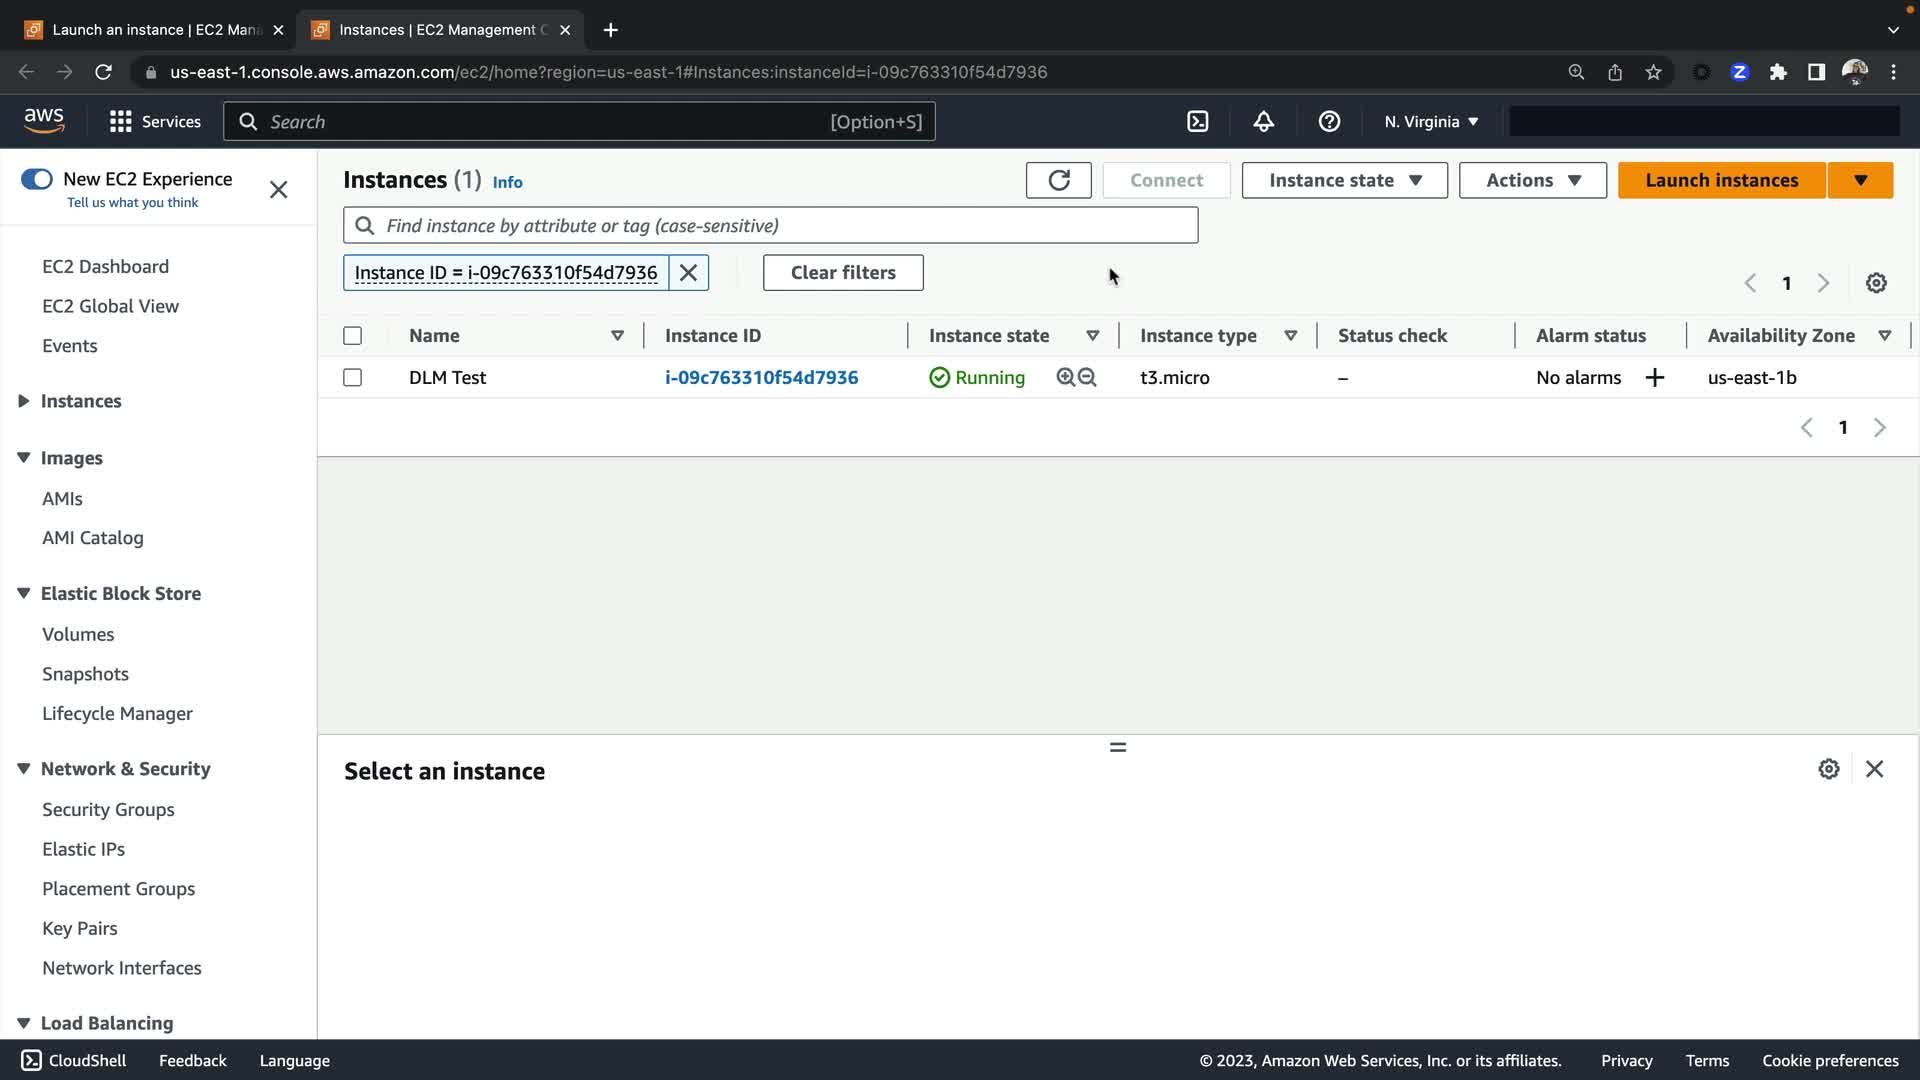 Launch an instance | EC2 Mana
Instances | EC2 Management C
us-east-1.console.aws.amazon.com/ec2/home?region=us-east-1#Instances:instanceId=i-09c763310f54d7936
aws
Services
Search
[Option+S]
N. Virginia
New EC2 Experience
Tell us what you think
EC2 Dashboard
EC2 Global View
Events
Instances
Images
AMIs
AMI Catalog
Elastic Block Store
Volumes
Snapshots
Lifecycle Manager
Network & Security
Security Groups
Elastic IPs
Placement Groups
Key Pairs
Network Interfaces
Load Balancing
Instances (1) Info
Connect
Instance state
Actions
Launch instances
Find instance by attribute or tag (case-sensitive)
Instance ID = i-09c763310f54d7936
Clear filters
1
Name Instance ID Instance state Instance type Status check Alarm status Availability Zone
DLM Test i-09c763310f54d7936 Running t3.micro – No alarms + us-east-1b
1
Select an instance
CloudShell Feedback Language © 2023, Amazon Web Services, Inc. or its affiliates. Privacy Terms Cookie preferences